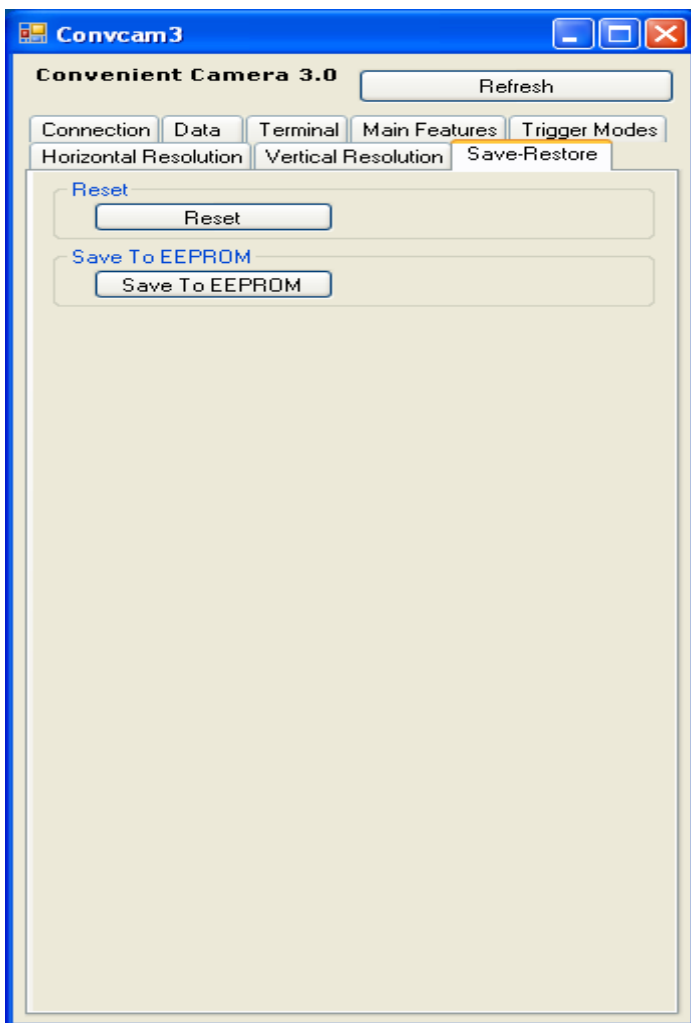 Convcam3
Convenient Camera 3.0
Refresh
Connection Data Terminal Main Features Trigger Modes
Horizontal Resolution Vertical Resolution Save-Restore
Reset
Reset
Save To EEPROM
Save To EEPROM